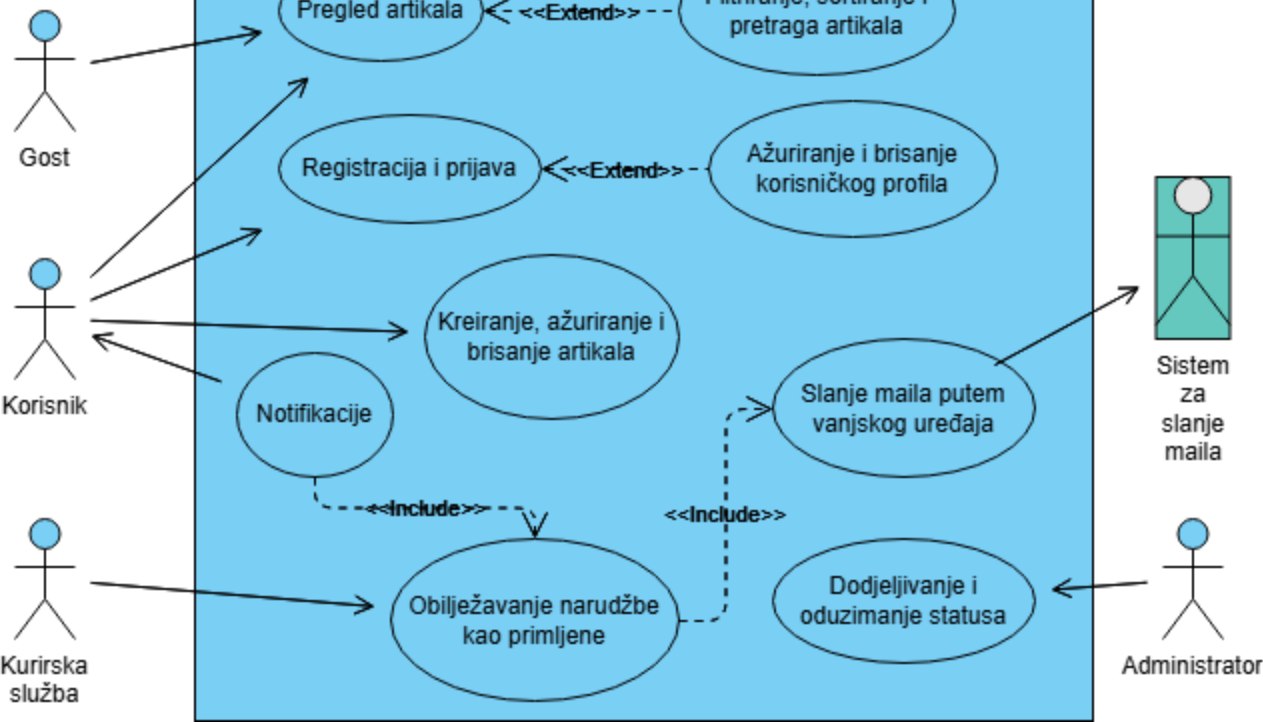 Pregled artikala
<<Extend>>
Filtriranje, sortiranje i
pretraga artikala
Gost
Registracija i prijava
<<Extend>>
Ažuriranje i brisanje
korisničkog profila
Korisnik
Kreiranje, ažuriranje i
brisanje artikala
Notifikacije
Slanje maila putem
vanjskog uređaja
Sistem
za
slanje
maila
<<Include>>
<<Include>>
Kurirska
služba
Obilježavanje narudžbe
kao primljene
Dodjeljivanje i
oduzimanje statusa
Administrator